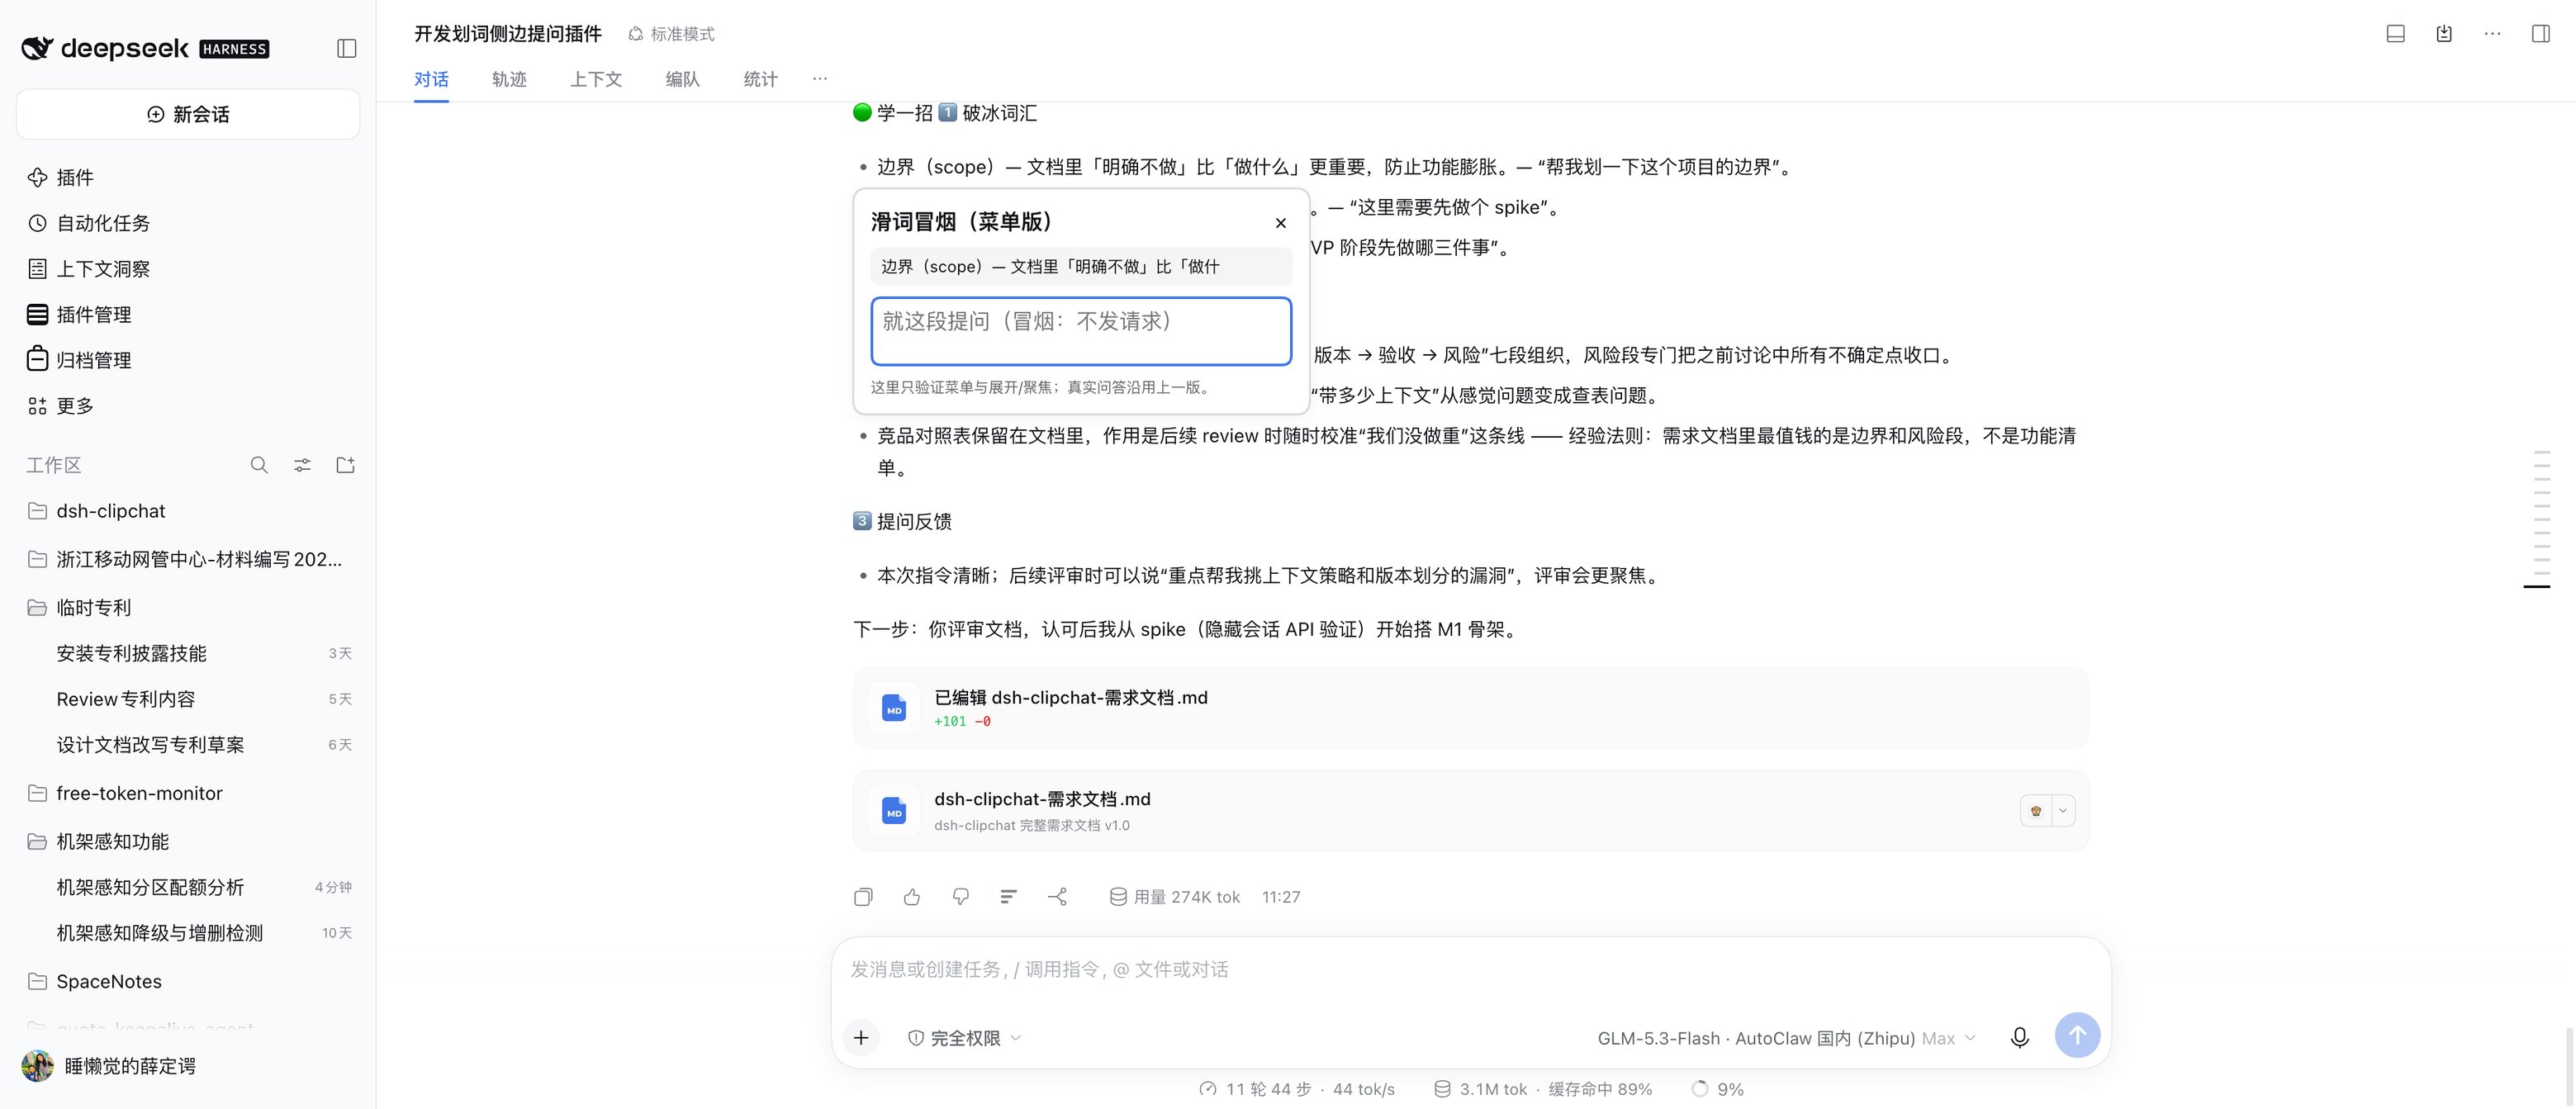 deepseek HARNESS
新会话
插件
自动化任务
上下文洞察
插件管理
归档管理
更多
工作区
dsh-clipchat
浙江移动网管中心-材料编写202...
临时专利
安装专利披露技能 3天
Review专利内容 5天
设计文档改写专利草案 6天
free-token-monitor
机架感知功能
机架感知分区配额分析 4分钟
机架感知降级与增删检测 10天
SpaceNotes
睡懒觉的薛定谔
开发划词侧边提问插件 标准模式
对话 轨迹 上下文 编队 统计 ...
🟢 学一招 1️⃣ 破冰词汇
• 边界（scope）— 文档里「明确不做」比「做什么」更重要，防止功能膨胀。— “帮我划一下这个项目的边界”。
。— “这里需要先做个 spike”。
VP 阶段先做哪三件事”。
滑词冒烟（菜单版） ×
边界（scope）— 文档里「明确不做」比「做什
就这段提问（冒烟：不发请求）
这里只验证菜单与展开/聚焦；真实问答沿用上一版。
版本 → 验收 → 风险”七段组织，风险段专门把之前讨论中所有不确定点收口。
“带多少上下文”从感觉问题变成查表问题。
• 竞品对照表保留在文档里，作用是后续 review 时随时校准“我们没做重”这条线 —— 经验法则：需求文档里最值钱的是边界和风险段，不是功能清
单。
3️⃣ 提问反馈
• 本次指令清晰；后续评审时可以说“重点帮我挑上下文策略和版本划分的漏洞”，评审会更聚焦。
下一步：你评审文档，认可后我从 spike（隐藏会话 API 验证）开始搭 M1 骨架。
MD
已编辑 dsh-clipchat-需求文档.md
+101 -0
MD
dsh-clipchat-需求文档.md
dsh-clipchat 完整需求文档 v1.0
用量 274K tok 11:27
发消息或创建任务, / 调用指令, @ 文件或对话
完全权限
GLM-5.3-Flash · AutoClaw 国内 (Zhipu) Max
11 轮 44 步 · 44 tok/s 3.1M tok · 缓存命中 89% 9%